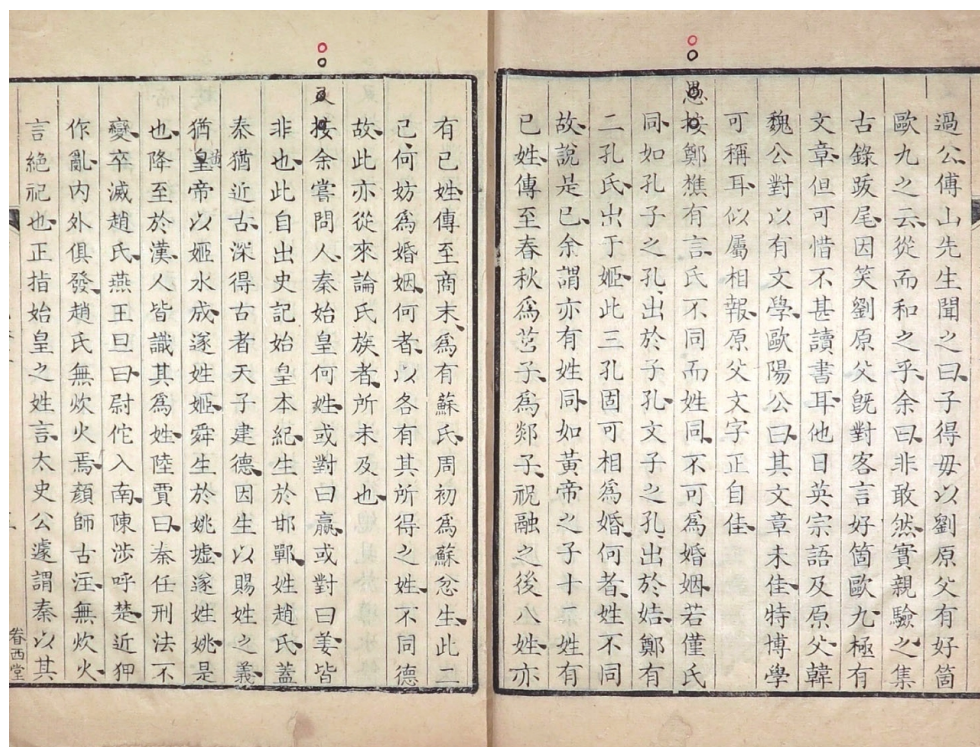 過公傅山先生聞之曰子得毋以劉原父有好箇
歐九之云從而和之乎余曰非敢然實親驗之集
古錄跋尾因笑劉原父旣對客言好箇歐九極有
文章但可惜不甚讀書耳他日英宗語及原父韓
魏公對以有文學歐陽公曰其文章未佳特博學
可稱耳似屬相報原父文字正自佳
愚按鄭樵有言氏不同而姓同不可爲婚姻若僅氏
同如孔子之孔出於子孔文子之孔出於姞鄭有
二孔氏出于姬此三孔固可相爲婚何者姓不同
故說是已余謂亦有姓同如黃帝之子十二姓有
已姓傳至春秋爲莒子爲郯子祝融之後八姓亦
有已姓傳至商末爲有蘇氏周初爲蘇忿生此二
已何妨爲婚姻何者以各有其所得之姓不同德
故此亦從來論氏族者所未及也
又按余嘗問人秦始皇何姓或對曰嬴或對曰姜皆
非也此自出史記始皇本紀生於邯鄲姓趙氏蓋
秦猶近古深得古者天子建德因生以賜姓之義
猶皇帝以姬水成遂姓姬舜生於姚墟遂姓姚是
黃
也降至於漢人皆識其爲姓陸賈曰秦任刑法不
變卒滅趙氏燕王旦曰尉佗入南陳涉呼楚近狎
作亂內外俱發趙氏無炊火焉顏師古注無炊火
言絕祀也正指始皇之姓言太史公遽謂秦以其
眷西堂